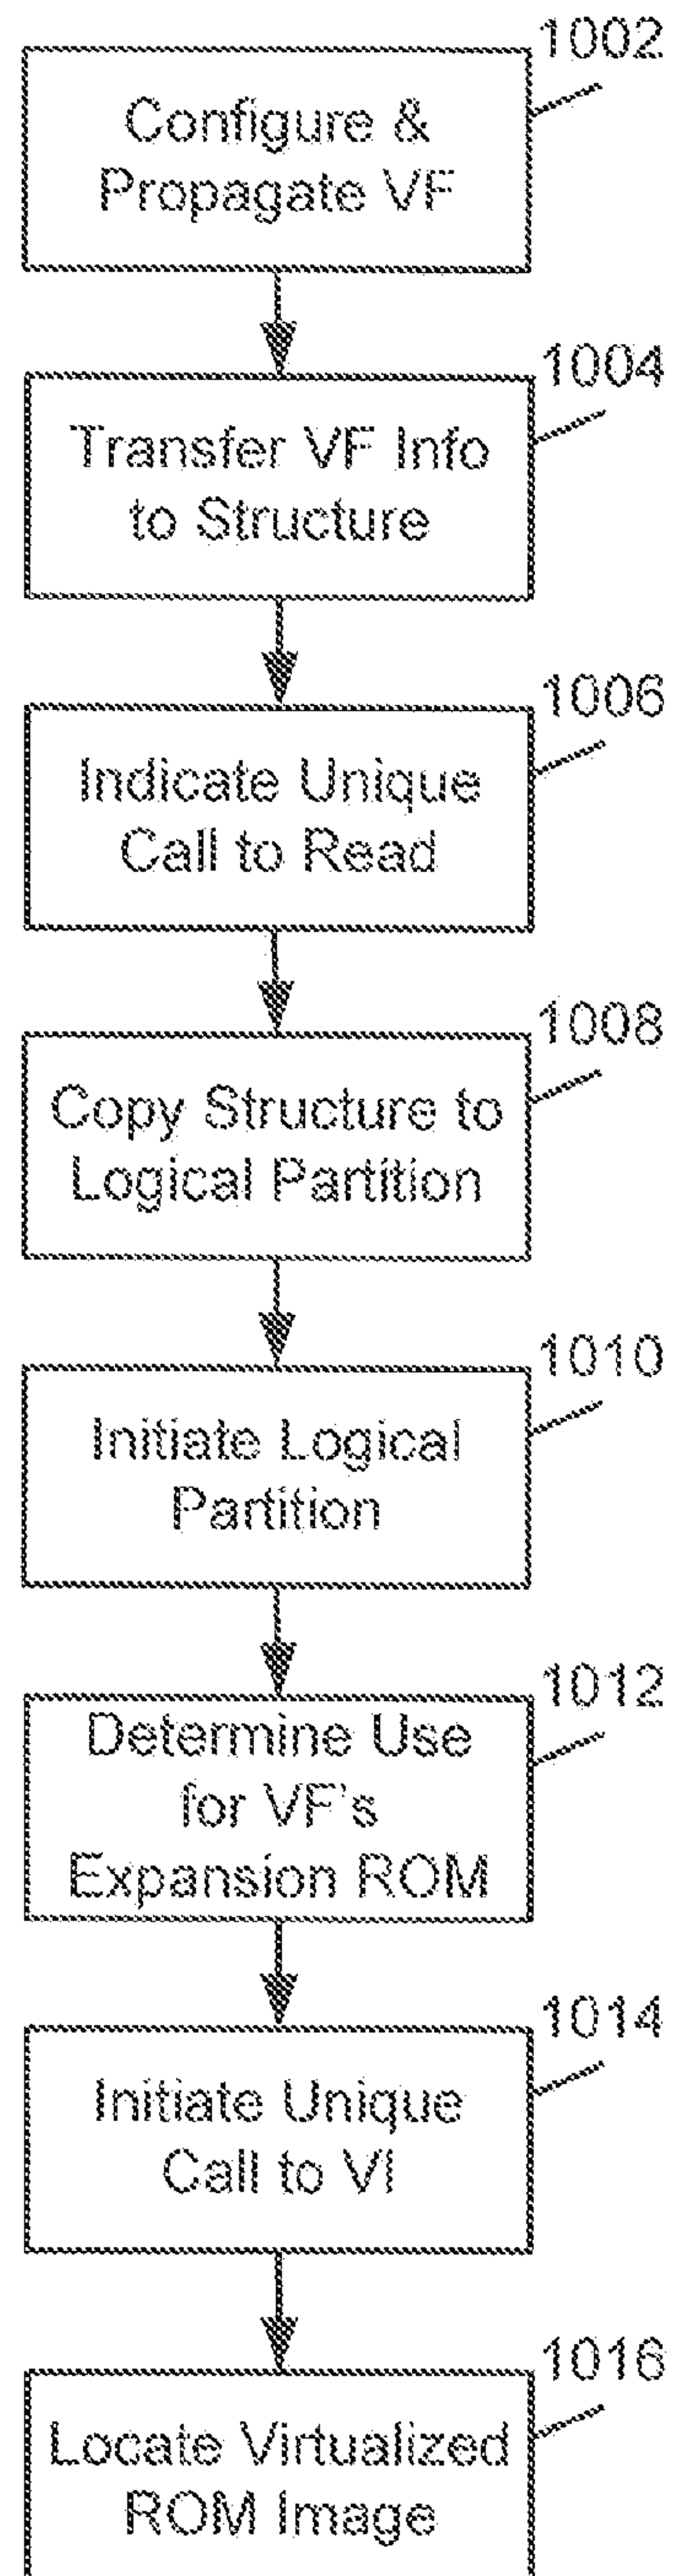 1002
Configure &
Propagate VF
1004
Transfer VF Info
to Structure
1006
Indicate Unique
Call to Read
1008
Copy Structure to
Logical Partition
1010
Initiate Logical
Partition
1012
Determine Use
for VF's
Expansion ROM
1014
Initiate Unique
Call to VI
1016
Locate Virtualized
ROM Image